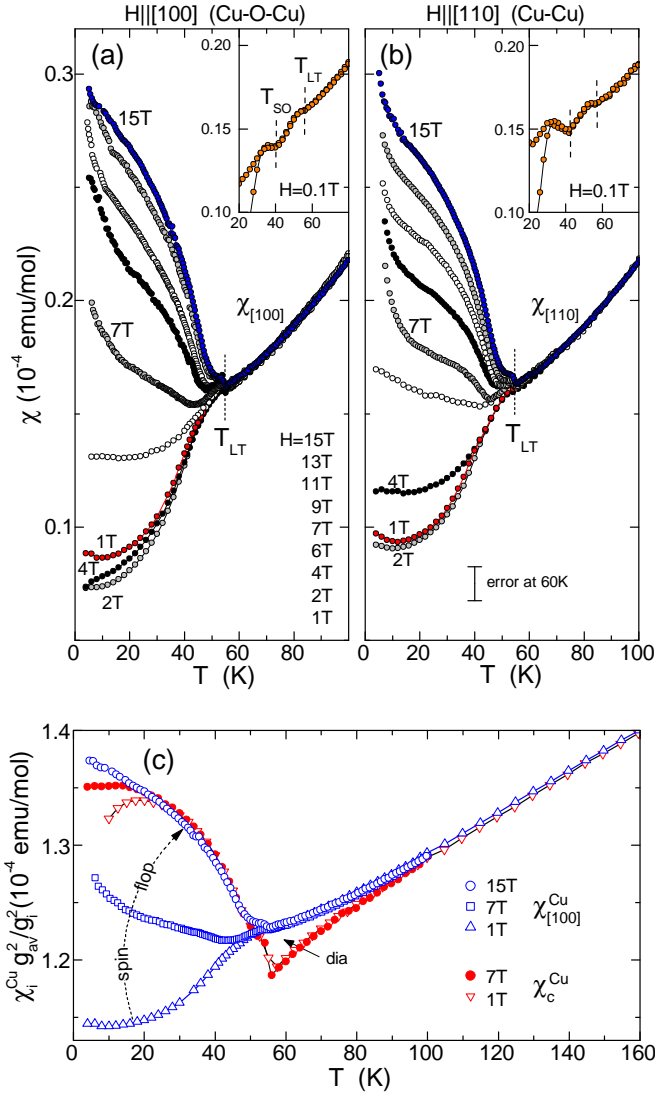 H||[100] (Cu-O-Cu)
H||[110] (Cu-Cu)
(a)
0.3
0.2
0.1
χ (10⁻⁴ emu/mol)
15T
7T
1T
4T
2T
T_LT
χ_[100]
H=15T
13T
11T
9T
7T
6T
4T
2T
1T
0.20
0.15
0.10
T_SO
T_LT
H=0.1T
20 40 60
0 20 40 60 80
T (K)
(b)
15T
7T
4T
1T
2T
T_LT
χ_[110]
error at 60K
0.20
0.15
0.10
H=0.1T
20 40 60 80
0 20 40 60 80 100
T (K)
(c)
1.4
1.3
1.2
χ_i^Cu g_av^2/g_i^2 (10⁻⁴ emu/mol)
spin flop
dia
15T
7T
1T
χ_[100]^Cu
7T
1T
χ_c^Cu
0 20 40 60 80 100 120 140 160
T (K)